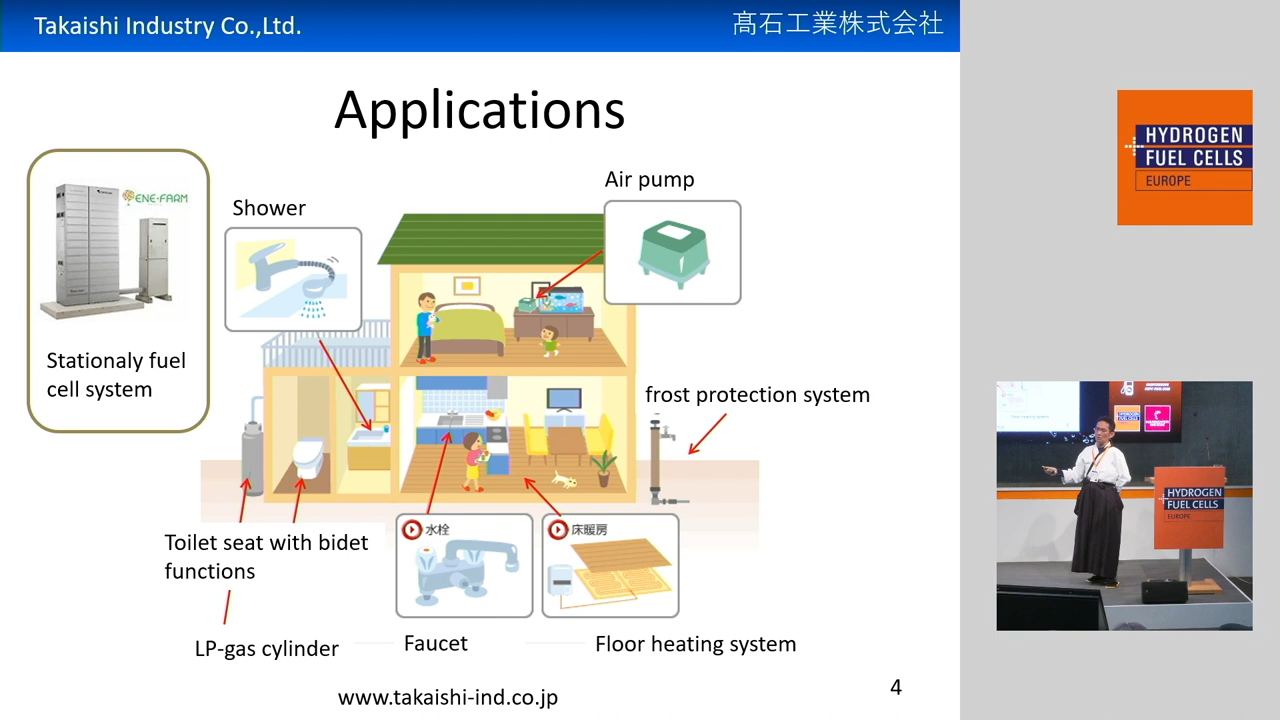 Takaishi Industry Co.,Ltd.
髙石工業株式会社
Applications
ENE-FARM
Stationaly fuel
cell system
Shower
Air pump
frost protection system
Toilet seat with bidet
functions
LP-gas cylinder
水栓
Faucet
床暖房
Floor heating system
www.takaishi-ind.co.jp
4
HYDROGEN
FUEL CELLS
EUROPE
HYDROGEN
FUEL CELLS
EUROPE